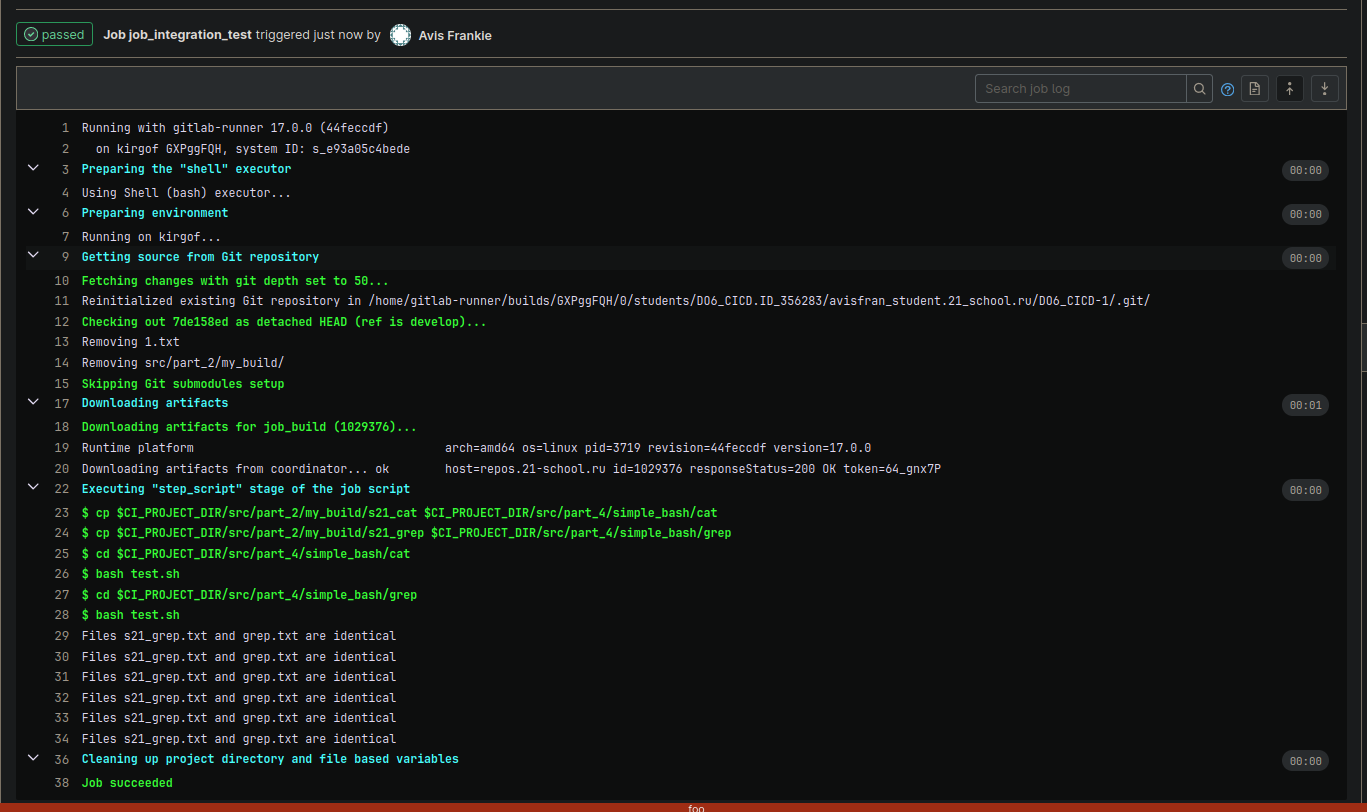 passed Job job_integration_test triggered just now by Avis Frankie
Search job log
1 Running with gitlab-runner 17.0.0 (44feccdf)
2 on kirgof GXPggFQH, system ID: s_e93a05c4bede
3 Preparing the "shell" executor 00:00
4 Using Shell (bash) executor...
6 Preparing environment 00:00
7 Running on kirgof...
9 Getting source from Git repository 00:00
10 Fetching changes with git depth set to 50...
11 Reinitialized existing Git repository in /home/gitlab-runner/builds/GXPggFQH/0/students/DO6_CICD.ID_356283/avisfran_student.21_school.ru/DO6_CICD-1/.git/
12 Checking out 7de158ed as detached HEAD (ref is develop)...
13 Removing 1.txt
14 Removing src/part_2/my_build/
15 Skipping Git submodules setup
17 Downloading artifacts 00:01
18 Downloading artifacts for job_build (1029376)...
19 Runtime platform arch=amd64 os=linux pid=3719 revision=44feccdf version=17.0.0
20 Downloading artifacts from coordinator... ok host=repos.21-school.ru id=1029376 responseStatus=200 OK token=64_gnx7P
22 Executing "step_script" stage of the job script 00:00
23 $ cp $CI_PROJECT_DIR/src/part_2/my_build/s21_cat $CI_PROJECT_DIR/src/part_4/simple_bash/cat
24 $ cp $CI_PROJECT_DIR/src/part_2/my_build/s21_grep $CI_PROJECT_DIR/src/part_4/simple_bash/grep
25 $ cd $CI_PROJECT_DIR/src/part_4/simple_bash/cat
26 $ bash test.sh
27 $ cd $CI_PROJECT_DIR/src/part_4/simple_bash/grep
28 $ bash test.sh
29 Files s21_grep.txt and grep.txt are identical
30 Files s21_grep.txt and grep.txt are identical
31 Files s21_grep.txt and grep.txt are identical
32 Files s21_grep.txt and grep.txt are identical
33 Files s21_grep.txt and grep.txt are identical
34 Files s21_grep.txt and grep.txt are identical
36 Cleaning up project directory and file based variables 00:00
38 Job succeeded
foo